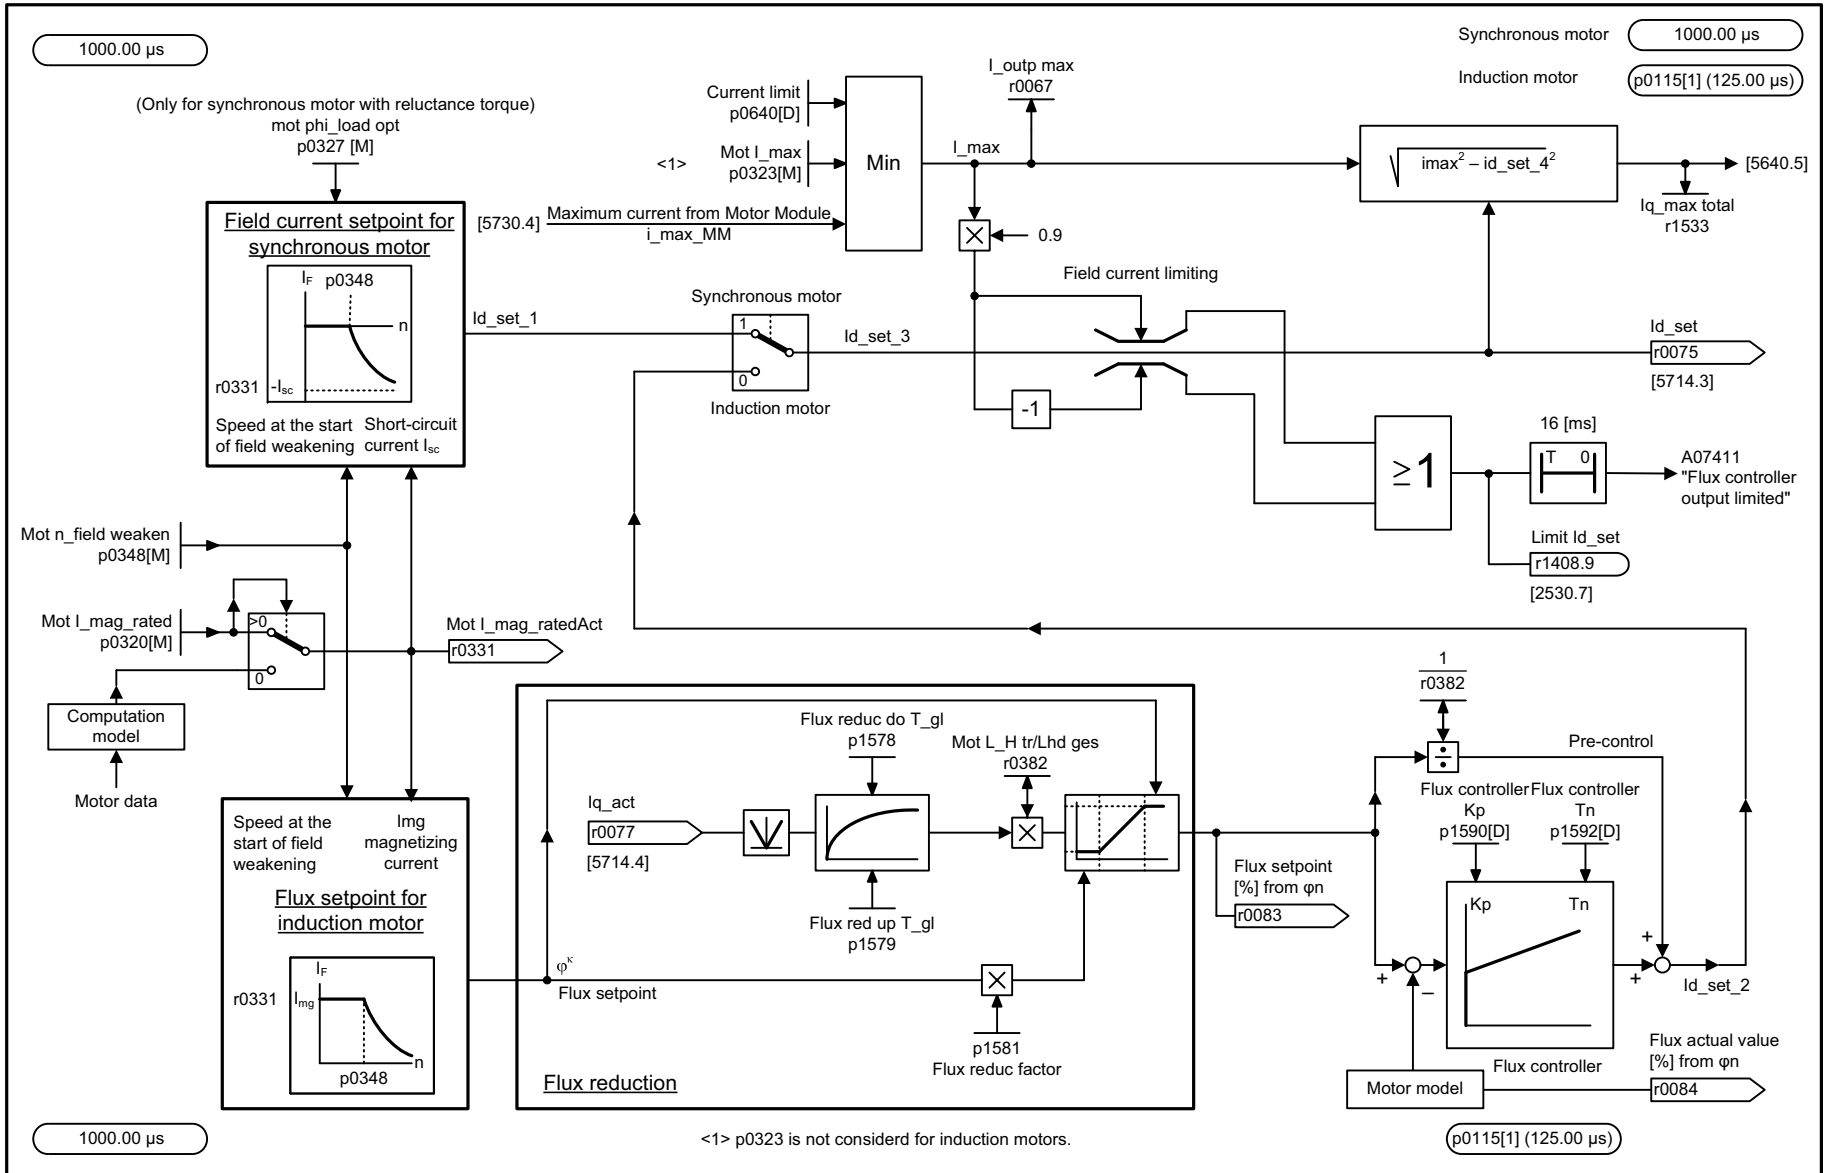 1000.00 µs
Synchronous motor
1000.00 µs
Induction motor
p0115[1] (125.00 µs)
(Only for synchronous motor with reluctance torque)
mot phi_load opt
p0327 [M]
Field current setpoint for
synchronous motor
I_F p0348
n
r0331
-I_sc
Speed at the start
of field weakening
Short-circuit
current I_sc
Current limit
p0640[D]
<1>
Mot I_max
p0323[M]
[5730.4]
Maximum current from Motor Module
i_max_MM
Min
I_outp max
r0067
I_max
0.9
√ imax² – id_set_4²
[5640.5]
Iq_max total
r1533
Id_set_1
Synchronous motor
1
0
Induction motor
Id_set_3
Field current limiting
-1
Id_set
r0075
[5714.3]
≥1
16 [ms]
T 0
A07411
"Flux controller
output limited"
Limit Id_set
r1408.9
[2530.7]
Mot n_field weaken
p0348[M]
Mot I_mag_rated
p0320[M]
>0
0
Mot I_mag_ratedAct
r0331
Computation
model
Motor data
Speed at the
start of field
weakening
Img
magnetizing
current
Flux setpoint for
induction motor
I_F
r0331
I_mg
n
p0348
Flux reduc do T_gl
p1578
Mot L_H tr/Lhd ges
r0382
Iq_act
r0077
[5714.4]
Flux red up T_gl
p1579
φᴷ
Flux setpoint
p1581
Flux reduc factor
Flux reduction
Flux setpoint
[%] from φn
r0083
1
r0382
÷
Pre-control
Flux controller
Kp
p1590[D]
Flux controller
Tn
p1592[D]
Kp Tn
+
–
+
+
Id_set_2
Flux controller
Motor model
Flux actual value
[%] from φn
r0084
1000.00 µs
<1> p0323 is not considerd for induction motors.
p0115[1] (125.00 µs)